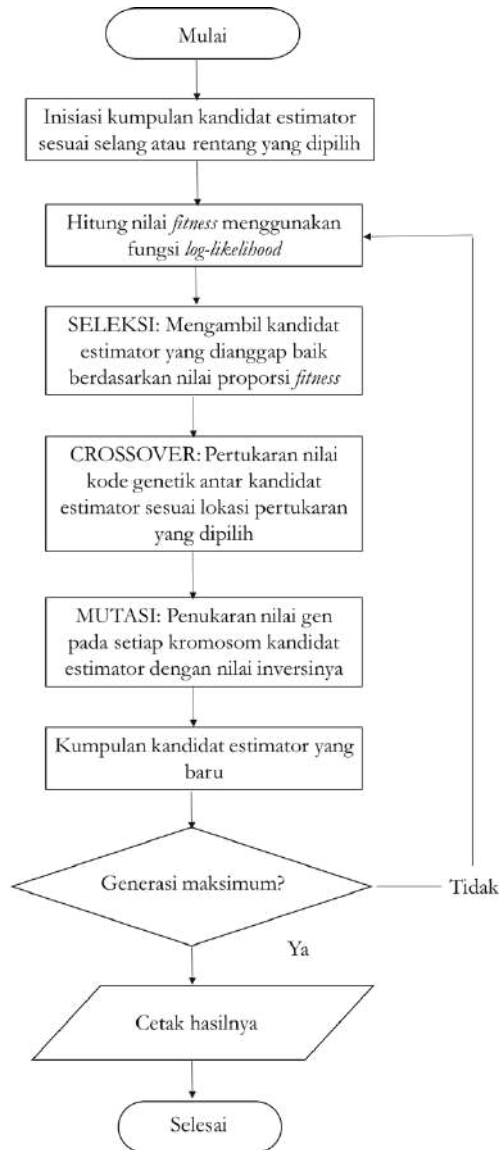 Mulai
Inisiasi kumpulan kandidat estimator
sesuai selang atau rentang yang dipilih
Hitung nilai fitness menggunakan
fungsi log-likelihood
SELEKSI: Mengambil kandidat
estimator yang dianggap baik
berdasarkan nilai proporsi fitness
CROSSOVER: Pertukaran nilai
kode genetik antar kandidat
estimator sesuai lokasi pertukaran
yang dipilih
MUTASI: Penukaran nilai gen
pada setiap kromosom kandidat
estimator dengan nilai inversinya
Kumpulan kandidat estimator yang
baru
Generasi maksimum?
Tidak
Ya
Cetak hasilnya
Selesai